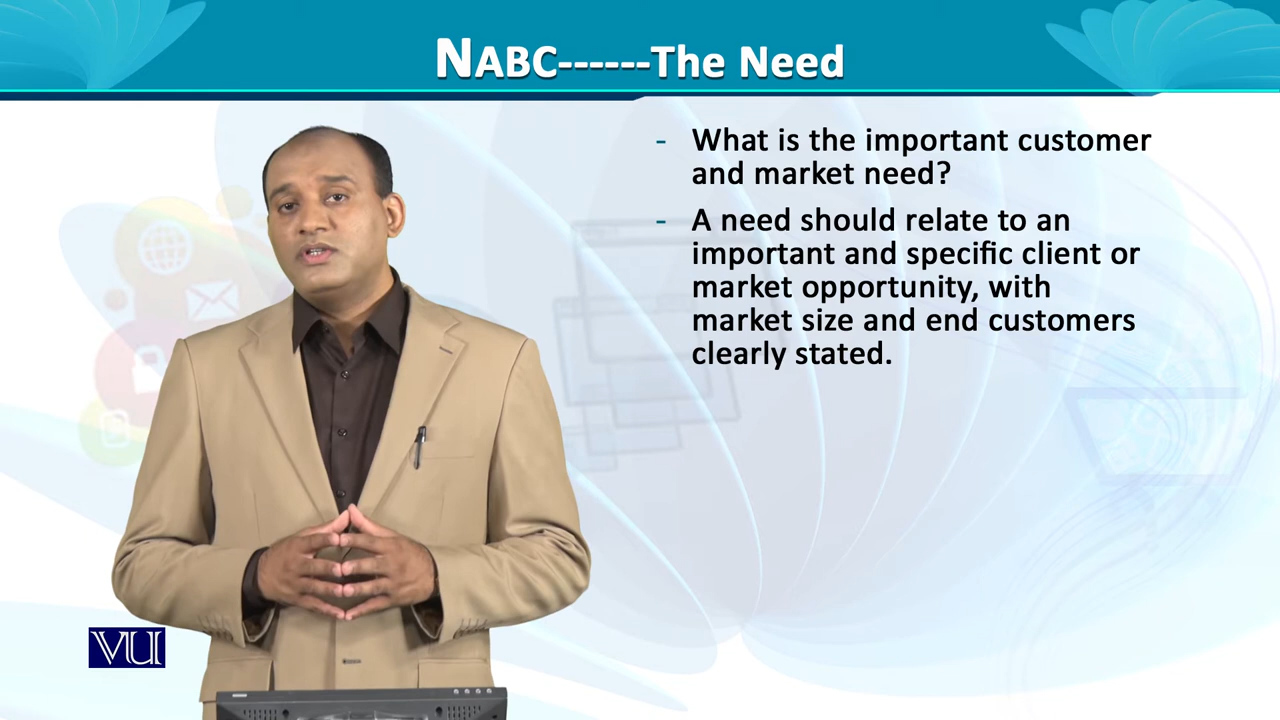 NABC------The Need
- What is the important customer
and market need?
- A need should relate to an
important and specific client or
market opportunity, with
market size and end customers
clearly stated.
VU